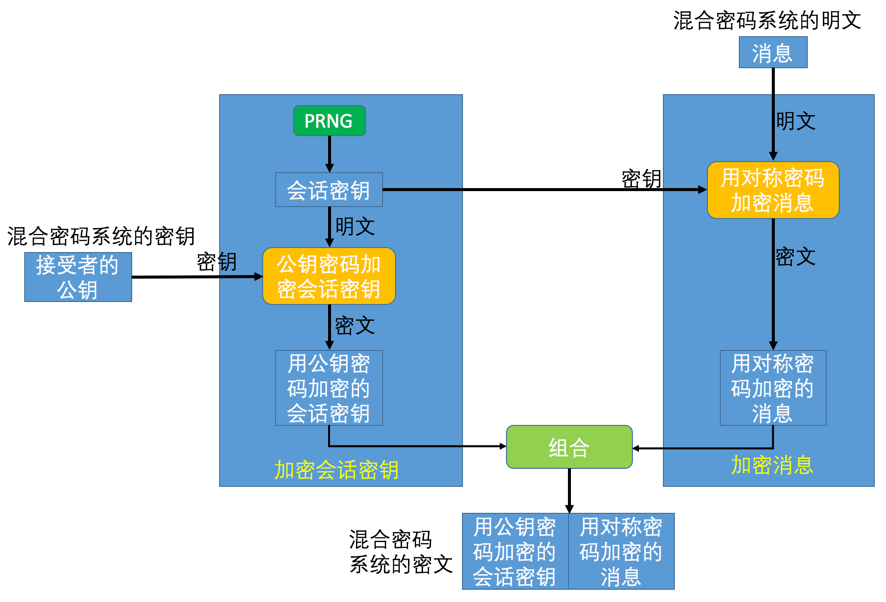 混合密码系统的明文
消息
明文
PRNG
会话密钥
密钥
用对称密码
加密消息
明文
混合密码系统的密钥
接受者的
公钥
密钥
公钥密码加
密会话密钥
密文
密文
用公钥密
码加密的
会话密钥
用对称密
码加密的
消息
组合
加密会话密钥
加密消息
混合密码
系统的密文
用公钥密
码加密的
会话密钥
用对称密
码加密的
消息